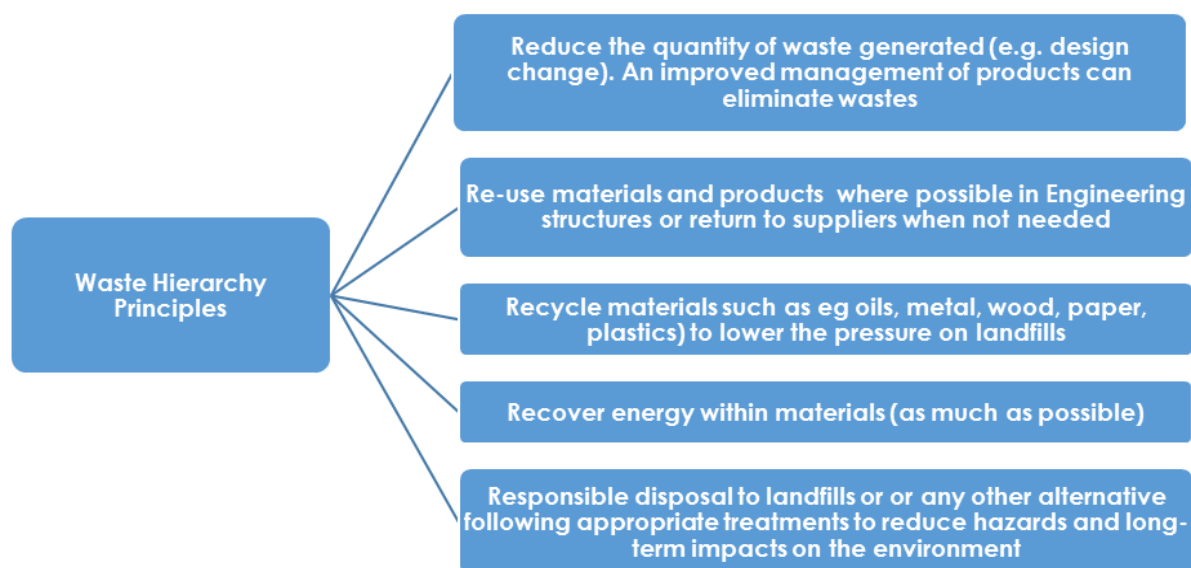 Reduce the quantity of waste generated (e.g. design
change). An improved management of products can
eliminate wastes
Re-use materials and products where possible in Engineering
structures or return to suppliers when not needed
Waste Hierarchy
Principles
Recycle materials such as eg oils, metal, wood, paper,
plastics) to lower the pressure on landfills
Recover energy within materials (as much as possible)
Responsible disposal to landfills or or any other alternative
following appropriate treatments to reduce hazards and long-
term impacts on the environment